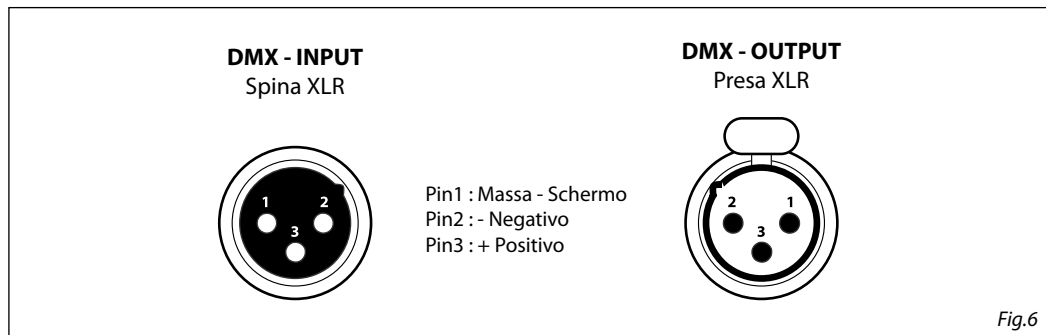 DMX - INPUT
Spina XLR
DMX - OUTPUT
Presa XLR
1
2
3
Pin1 : Massa - Schermo
Pin2 : - Negativo
Pin3 : + Positivo
2
1
3
Fig.6